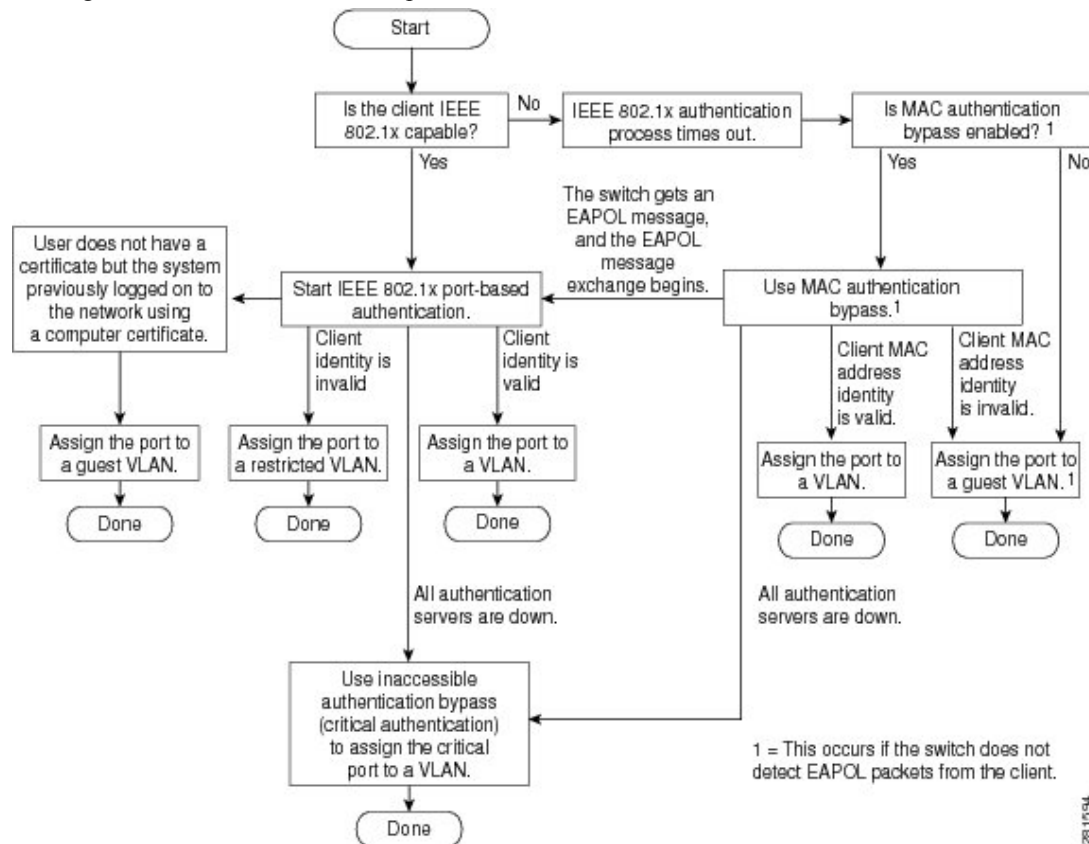 Start
Is the client IEEE
802.1x capable?
No
IEEE 802.1x authentication
process times out.
Is MAC authentication
bypass enabled? 1
Yes
Yes
No
The switch gets an
EAPOL message,
and the EAPOL
message
exchange begins.
User does not have a
certificate but the system
previously logged on to
the network using
a computer certificate.
Start IEEE 802.1x port-based
authentication.
Use MAC authentication
bypass.1
Client
identity is
invalid
Client
identity is
valid
Client MAC
address
identity
is valid.
Client MAC
address
identity
is invalid.
Assign the port to
a guest VLAN.
Assign the port to
a restricted VLAN.
Assign the port to
a VLAN.
Assign the port to
a VLAN.
Assign the port to
a guest VLAN.1
Done
Done
Done
Done
Done
All authentication
servers are down.
All authentication
servers are down.
Use inaccessible
authentication bypass
(critical authentication)
to assign the critical
port to a VLAN.
1 = This occurs if the switch does not
detect EAPOL packets from the client.
Done
281594